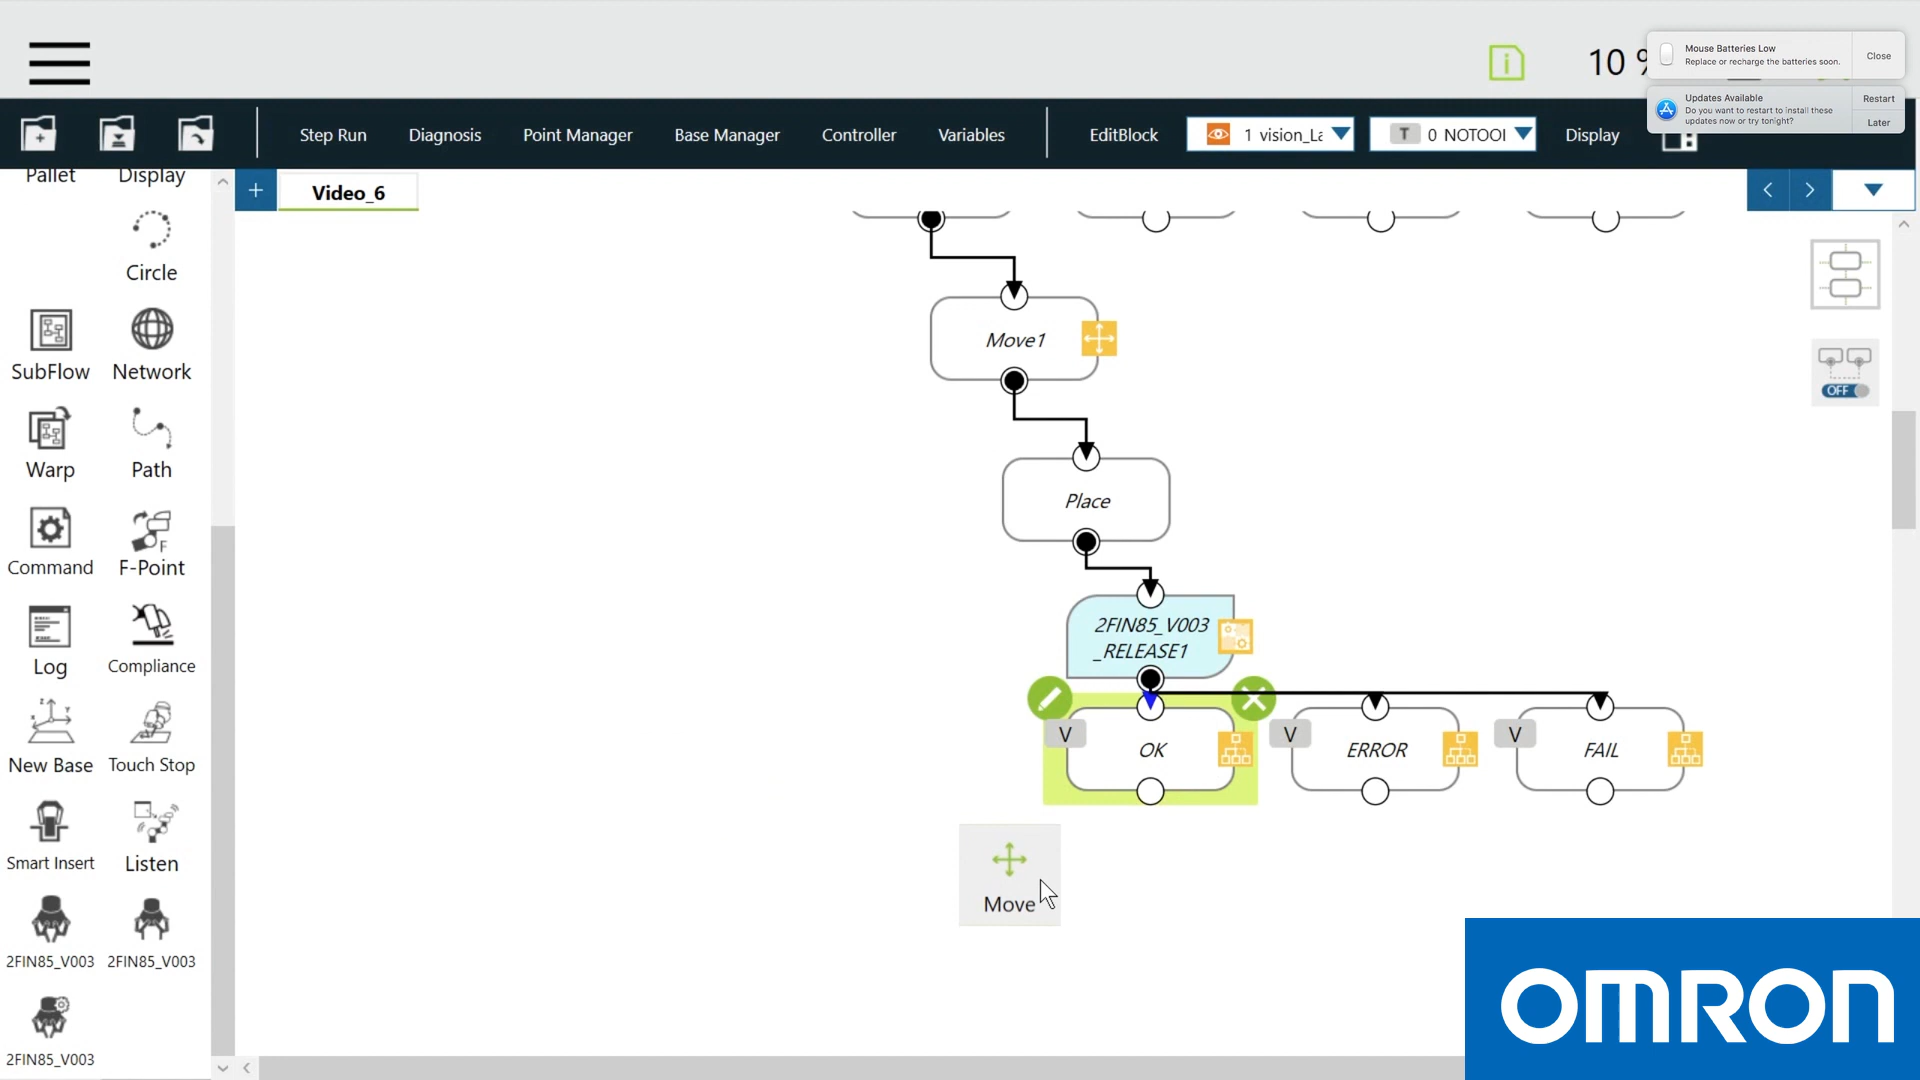 10 %
Mouse Batteries Low
Replace or recharge the batteries soon.
Close
Updates Available
Do you want to restart to install these
updates now or try tonight?
Restart
Later
Step Run
Diagnosis
Point Manager
Base Manager
Controller
Variables
EditBlock
1 vision_La
T 0 NOTOOI
Display
Pallet
Display
+
Video_6
Circle
SubFlow
Network
Warp
Path
Command
F-Point
Log
Compliance
New Base
Touch Stop
Smart Insert
Listen
2FIN85_V003
2FIN85_V003
2FIN85_V003
Move1
Place
2FIN85_V003
_RELEASE1
V
OK
V
ERROR
V
FAIL
Move
OFF
OMRON